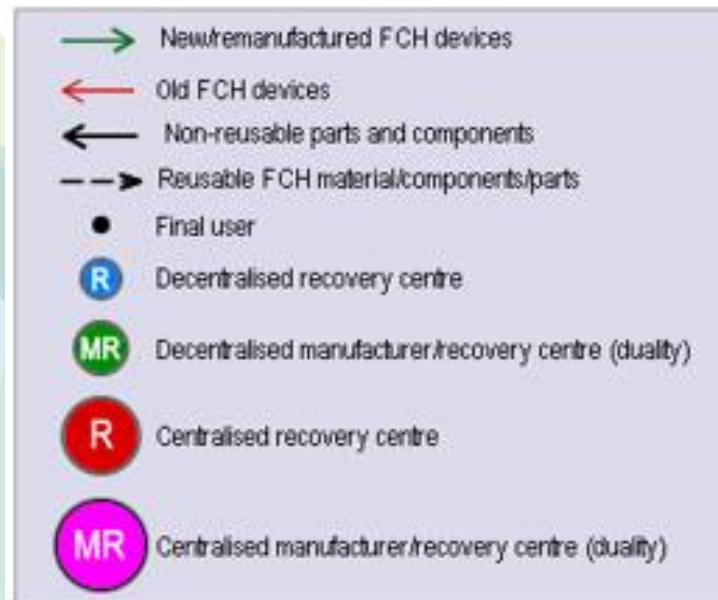 New/remanufactured FCH devices
Old FCH devices
Non-reusable parts and components
Reusable FCH material/components/parts
Final user
R Decentralised recovery centre
MR Decentralised manufacturer/recovery centre (duality)
R Centralised recovery centre
MR Centralised manufacturer/recovery centre (duality)